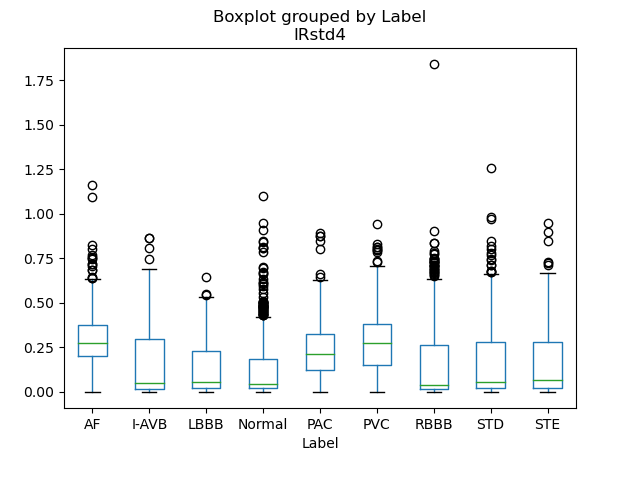 Boxplot grouped by Label
IRstd4
1.75
1.50
1.25
1.00
0.75
0.50
0.25
0.00
AF I-AVB LBBB Normal PAC PVC RBBB STD STE
Label